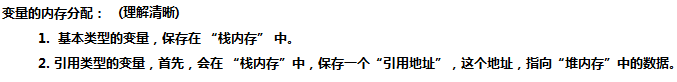 变量的内存分配： (理解清晰)
1. 基本类型的变量，保存在 “栈内存” 中。
2. 引用类型的变量，首先，会在 “栈内存”中，保存一个“引用地址”，这个地址，指向“堆内存”中的数据。